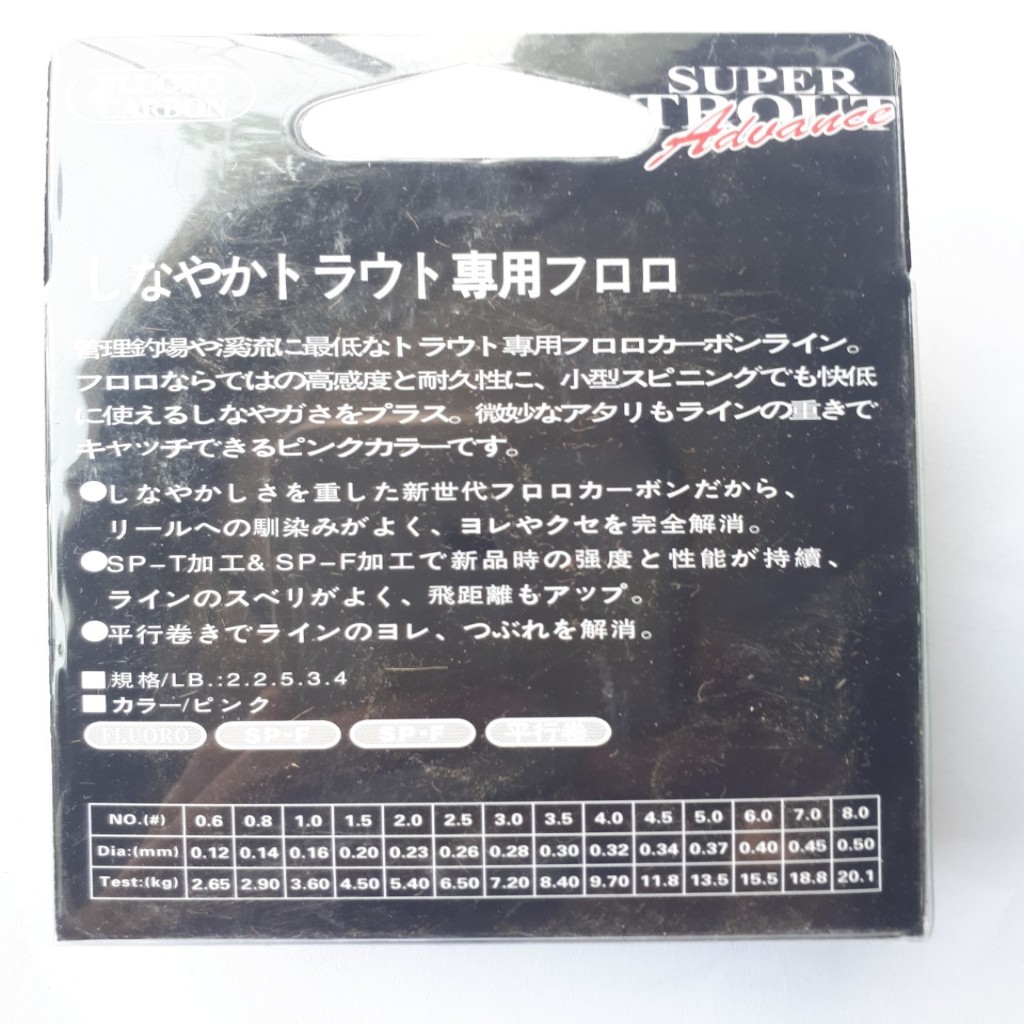 FLUORO
CARBON
SUPER
TROUT
Advance
しなやかトラウト専用フロロ
管理釣場や溪流に最低なトラウト専用フロロカーボンライン。
フロロならではの高感度と耐久性に、小型スピニングでも快低
に使えるしなやガさをプラス。微妙なアタリもラインの重きで
キャッチできるピンクカラーです。
●しなやかしさを重した新世代フロロカーボンだから、
リールへの馴染みがよく、ヨレやクセを完全解消。
●SP-T加工& SP-F加工で新品時の强度と性能が持續、
ラインのスベリがよく、飛距離もアップ。
●平行巻きでラインのヨレ、つぶれを解消。
■規格/LB.:2.2.5.3.4
■カラー/ピンク
FLUORO SP-F SP-F 平行巻
NO.(#) 0.6 0.8 1.0 1.5 2.0 2.5 3.0 3.5 4.0 4.5 5.0 6.0 7.0 8.0
Dia:(mm) 0.12 0.14 0.16 0.20 0.23 0.26 0.28 0.30 0.32 0.34 0.37 0.40 0.45 0.50
Test:(kg) 2.65 2.90 3.60 4.50 5.40 6.50 7.20 8.40 9.70 11.8 13.5 15.5 18.8 20.1